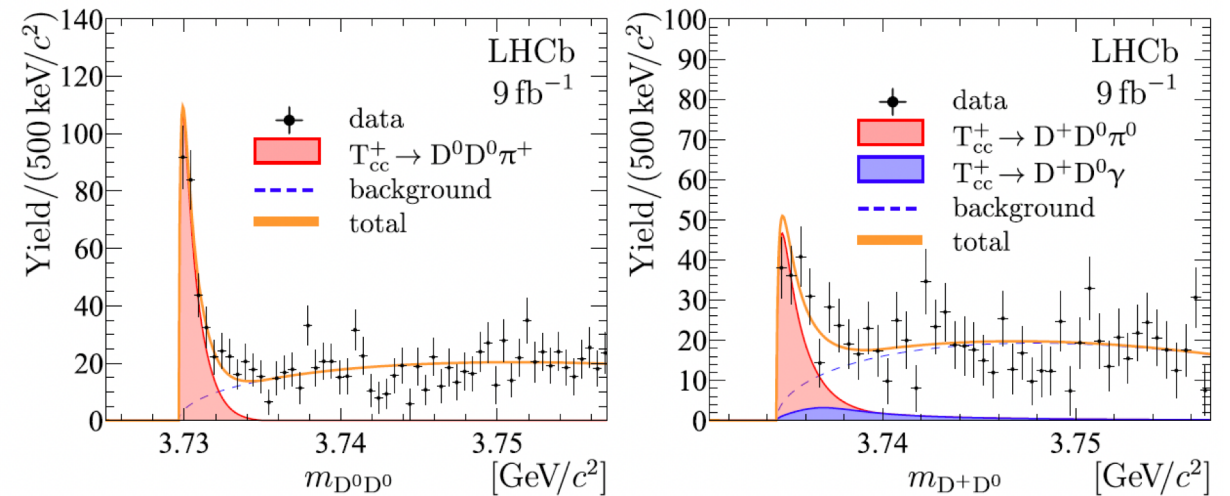 140
120
100
80
60
40
20
0
Yield/(500 keV/c²)
LHCb
9 fb⁻¹
data
T⁺cc → D⁰D⁰π⁺
background
total
3.73 3.74 3.75
m_D⁰D⁰ [GeV/c²]
100
90
80
70
60
50
40
30
20
10
0
Yield/(500 keV/c²)
LHCb
9 fb⁻¹
data
T⁺cc → D⁺D⁰π⁰
T⁺cc → D⁺D⁰γ
background
total
3.74 3.75
m_D⁺D⁰ [GeV/c²]